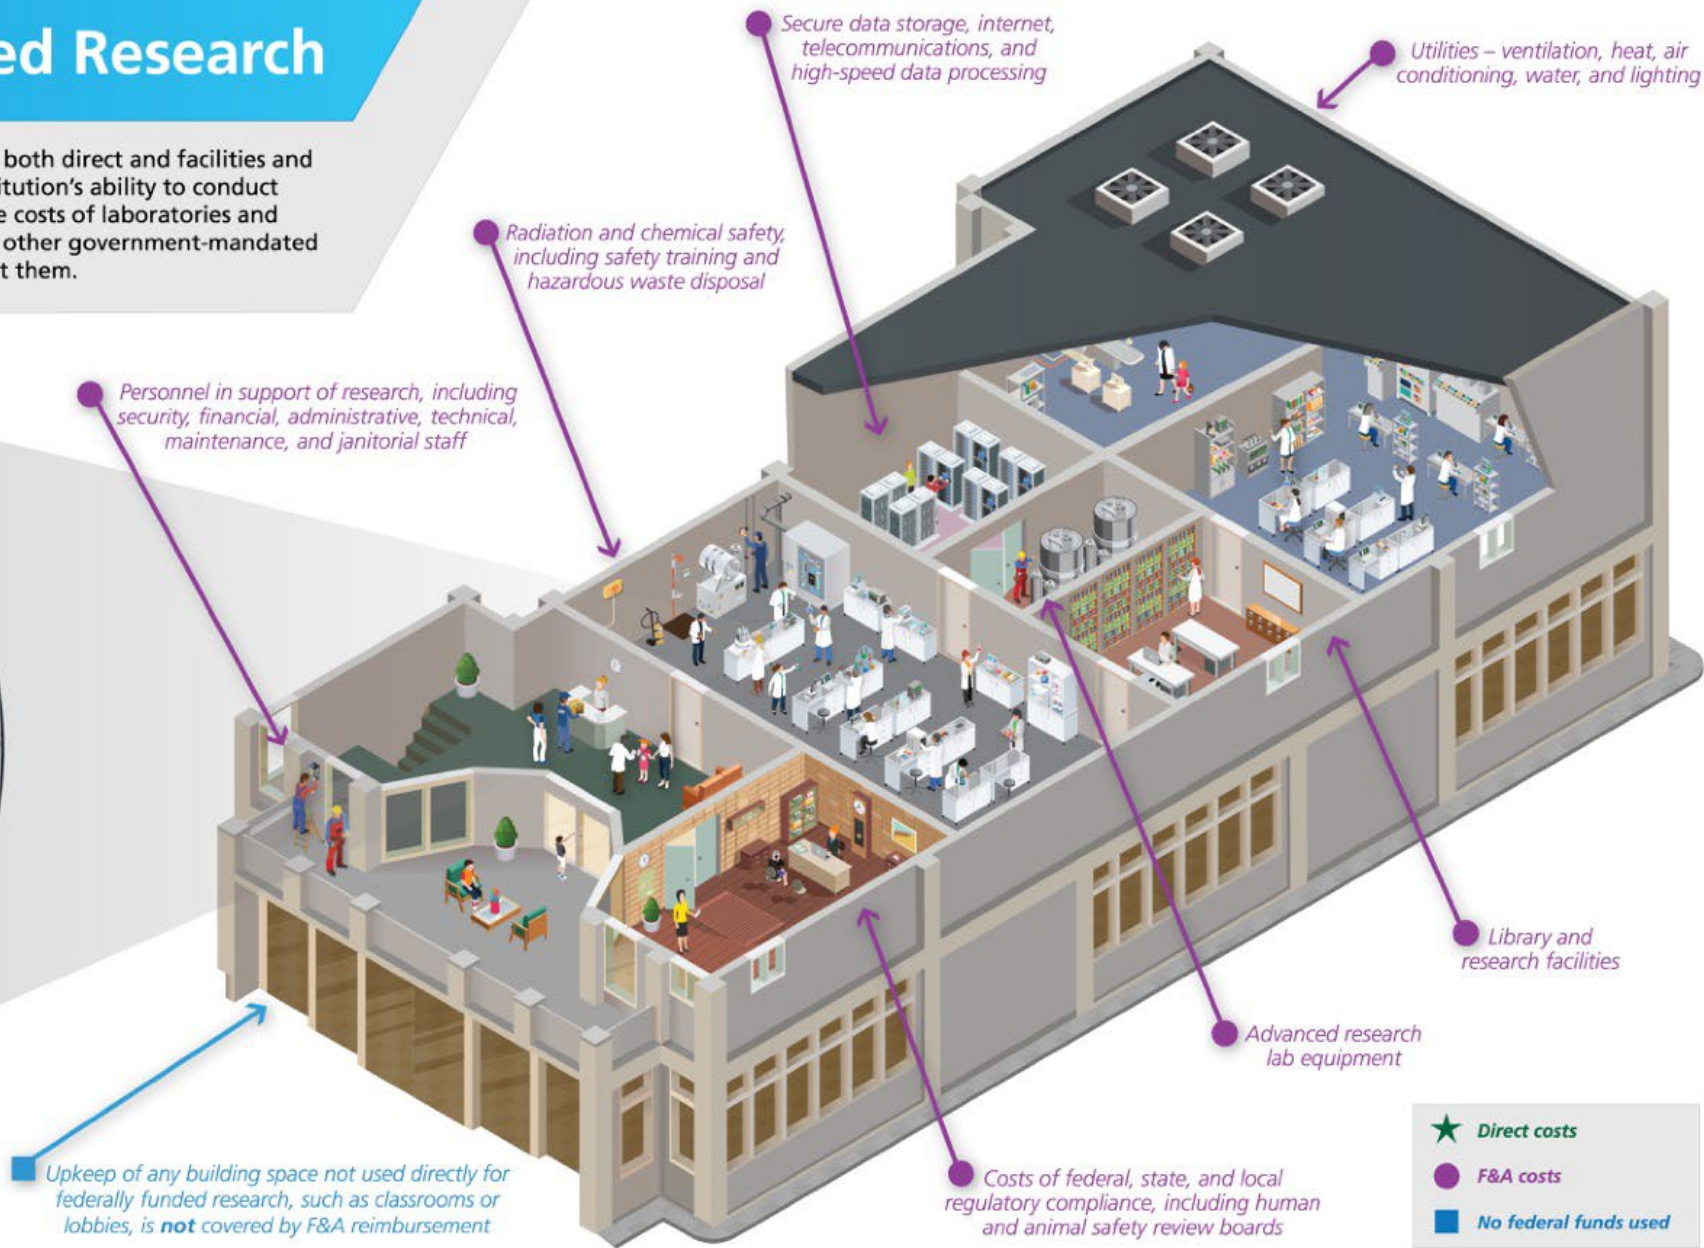 ed Research
both direct and facilities and
titution's ability to conduct
e costs of laboratories and
other government-mandated
t them.
Secure data storage, internet,
telecommunications, and
high-speed data processing
Utilities – ventilation, heat, air
conditioning, water, and lighting
Radiation and chemical safety,
including safety training and
hazardous waste disposal
Personnel in support of research, including
security, financial, administrative, technical,
maintenance, and janitorial staff
Library and
research facilities
Advanced research
lab equipment
Costs of federal, state, and local
regulatory compliance, including human
and animal safety review boards
Upkeep of any building space not used directly for
federally funded research, such as classrooms or
lobbies, is not covered by F&A reimbursement
Direct costs
F&A costs
No federal funds used